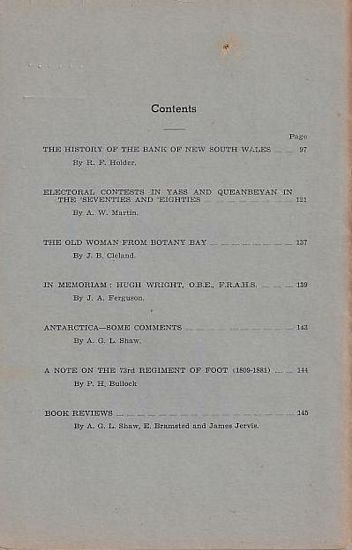 Contents
Page
THE HISTORY OF THE BANK OF NEW SOUTH WALES 97
By R. F. Holder.
ELECTORAL CONTESTS IN YASS AND QUEANBEYAN IN
THE 'SEVENTIES AND 'EIGHTIES 121
By A. W. Martin.
THE OLD WOMAN FROM BOTANY BAY 137
By J. B. Cleland.
IN MEMORIAM: HUGH WRIGHT, O.B.E., F.R.A.H.S. 139
By J. A. Ferguson.
ANTARCTICA—SOME COMMENTS 143
By A. G. L. Shaw.
A NOTE ON THE 73rd REGIMENT OF FOOT (1809-1881) 144
By P. H. Bullock
BOOK REVIEWS 145
By A. G. L. Shaw, E. Bramsted and James Jervis.